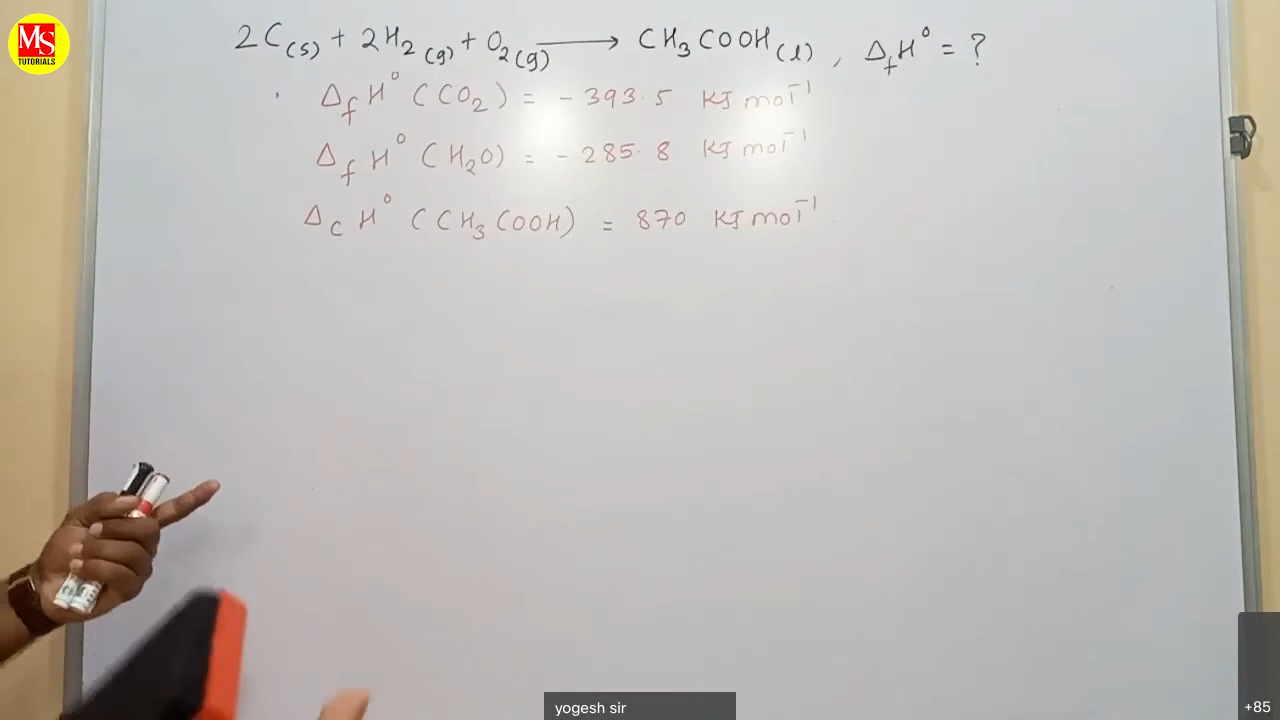 MS
TUTORIALS
2C(s) + 2H₂(g) + O₂(g) ⟶ CH₃COOH(l), ΔfH° = ?
ΔfH° (CO₂) = -393.5 KJ mol⁻¹
ΔfH° (H₂O) = -285.8 KJ mol⁻¹
ΔcH° (CH₃COOH) = 870 KJ mol⁻¹
yogesh sir
+85